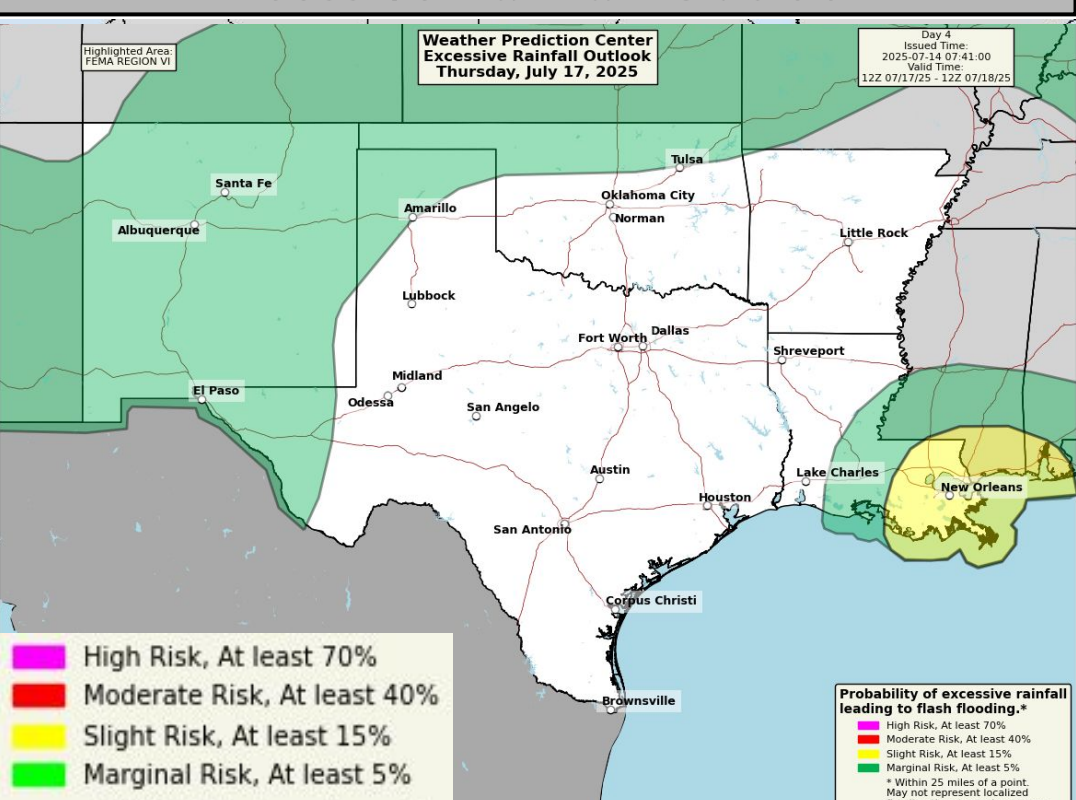 Highlighted Area:
FEMA REGION VI
Weather Prediction Center
Excessive Rainfall Outlook
Thursday, July 17, 2025
Day 4
Issued Time:
2025-07-14 07:41:00
Valid Time:
12Z 07/17/25 - 12Z 07/18/25
Tulsa
Santa Fe
Oklahoma City
Amarillo
Norman
Albuquerque
Little Rock
Lubbock
Fort Worth
Dallas
Shreveport
Midland
El Paso
Odessa
San Angelo
Austin
Lake Charles
New Orleans
Houston
San Antonio
Corpus Christi
Brownsville
High Risk, At least 70%
Moderate Risk, At least 40%
Slight Risk, At least 15%
Marginal Risk, At least 5%
Probability of excessive rainfall
leading to flash flooding.*
High Risk, At least 70%
Moderate Risk, At least 40%
Slight Risk, At least 15%
Marginal Risk, At least 5%
* Within 25 miles of a point.
May not represent localized